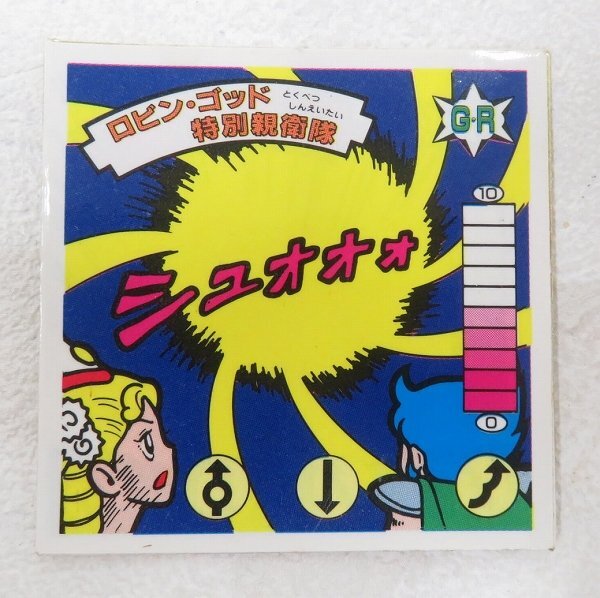 ロビン・ゴッド
特別親衛隊
とくべつ
しんえいたい
G・R
シュオオォ
10
0